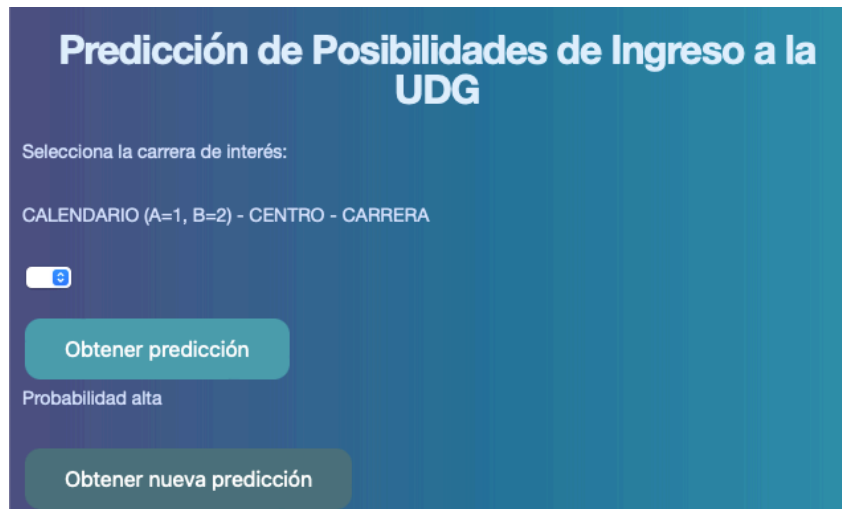 Predicción de Posibilidades de Ingreso a la
UDG
Selecciona la carrera de interés:
CALENDARIO (A=1, B=2) - CENTRO - CARRERA
Obtener predicción
Probabilidad alta
Obtener nueva predicción